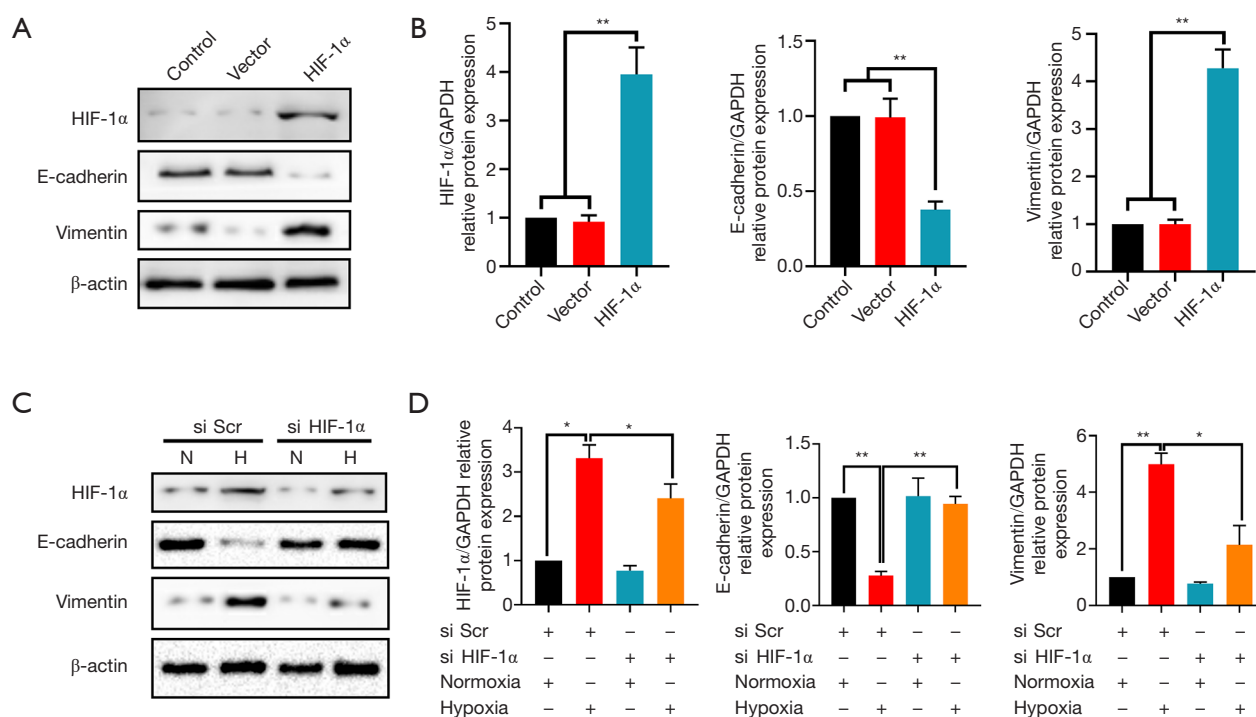 A
Control Vector HIF-1α
HIF-1α
E-cadherin
Vimentin
β-actin
B
HIF-1α/GAPDH
relative protein expression
5
4
3
2
1
0
**
Control Vector HIF-1α
E-cadherin/GAPDH
relative protein expression
1.5
1.0
0.5
0.0
**
Control Vector HIF-1α
Vimentin/GAPDH
relative protein expression
5
4
3
2
1
0
**
Control Vector HIF-1α
C
si Scr si HIF-1α
N H N H
HIF-1α
E-cadherin
Vimentin
β-actin
D
HIF-1α/GAPDH relative
protein expression
4
3
2
1
0
* *
si Scr + + − −
si HIF-1α − − + +
Normoxia + − + −
Hypoxia − + − +
E-cadherin/GAPDH
relative protein
expression
1.5
1.0
0.5
0.0
** **
si Scr + + − −
si HIF-1α − − + +
Normoxia + − + −
Hypoxia − + − +
Vimentin/GAPDH
relative protein
expression
6
4
2
0
** *
si Scr + + − −
si HIF-1α − − + +
Normoxia + − + −
Hypoxia − + − +